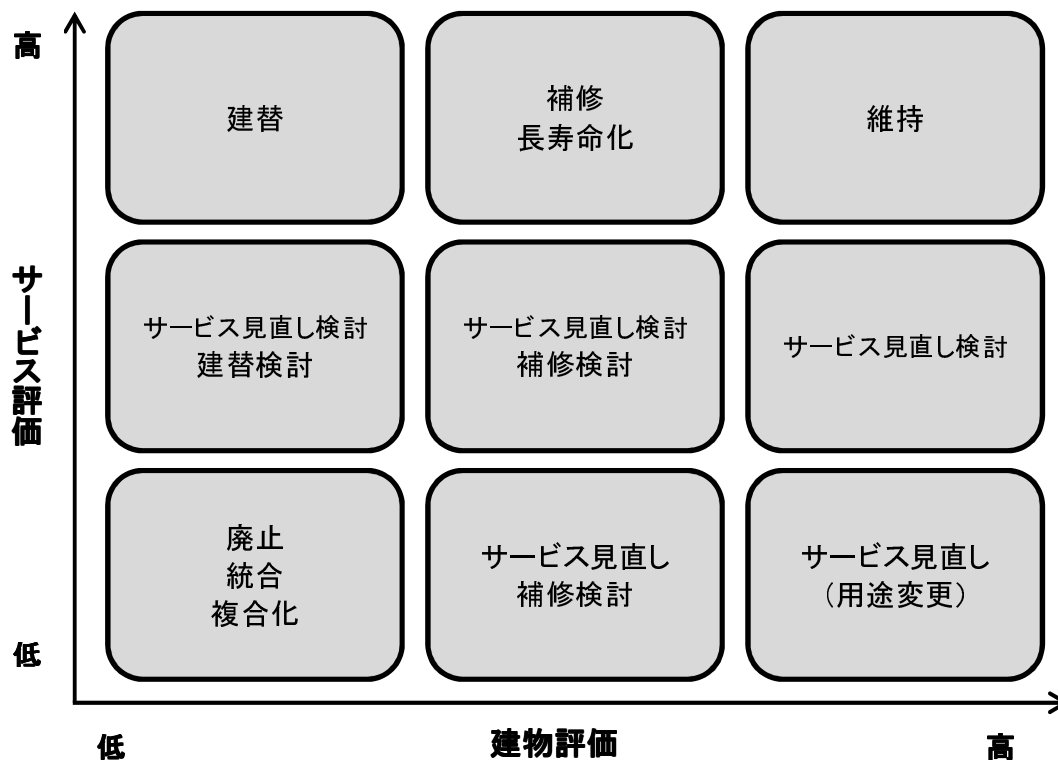 高
建替
補修
長寿命化
維持
サービス評価
サービス見直し検討
建替検討
サービス見直し検討
補修検討
サービス見直し検討
廃止
統合
複合化
サービス見直し
補修検討
サービス見直し
（用途変更）
低
低
建物評価
高